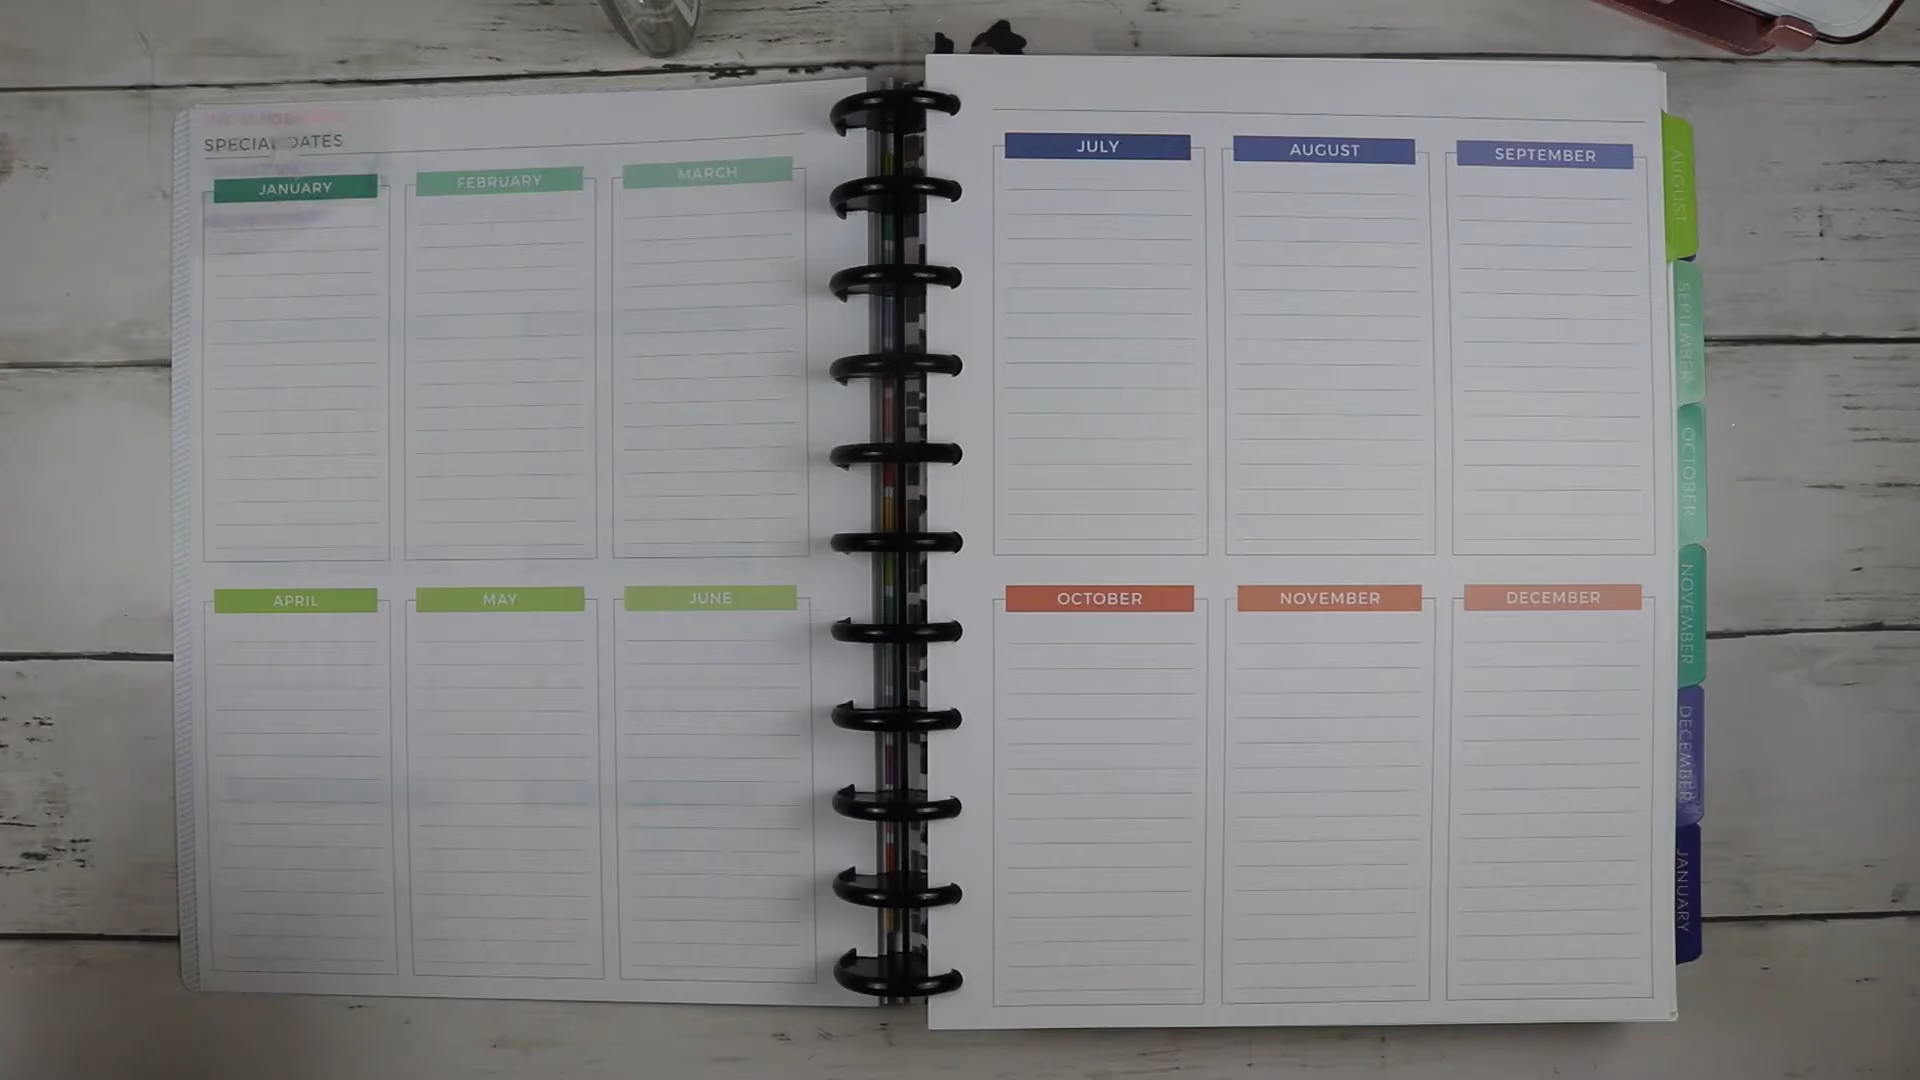 SPECIAL DATES
JANUARY
FEBRUARY
MARCH
APRIL
MAY
JUNE
JULY
AUGUST
SEPTEMBER
OCTOBER
NOVEMBER
DECEMBER
AUGUST
SEPTEMBER
OCTOBER
NOVEMBER
DECEMBER
JANUARY